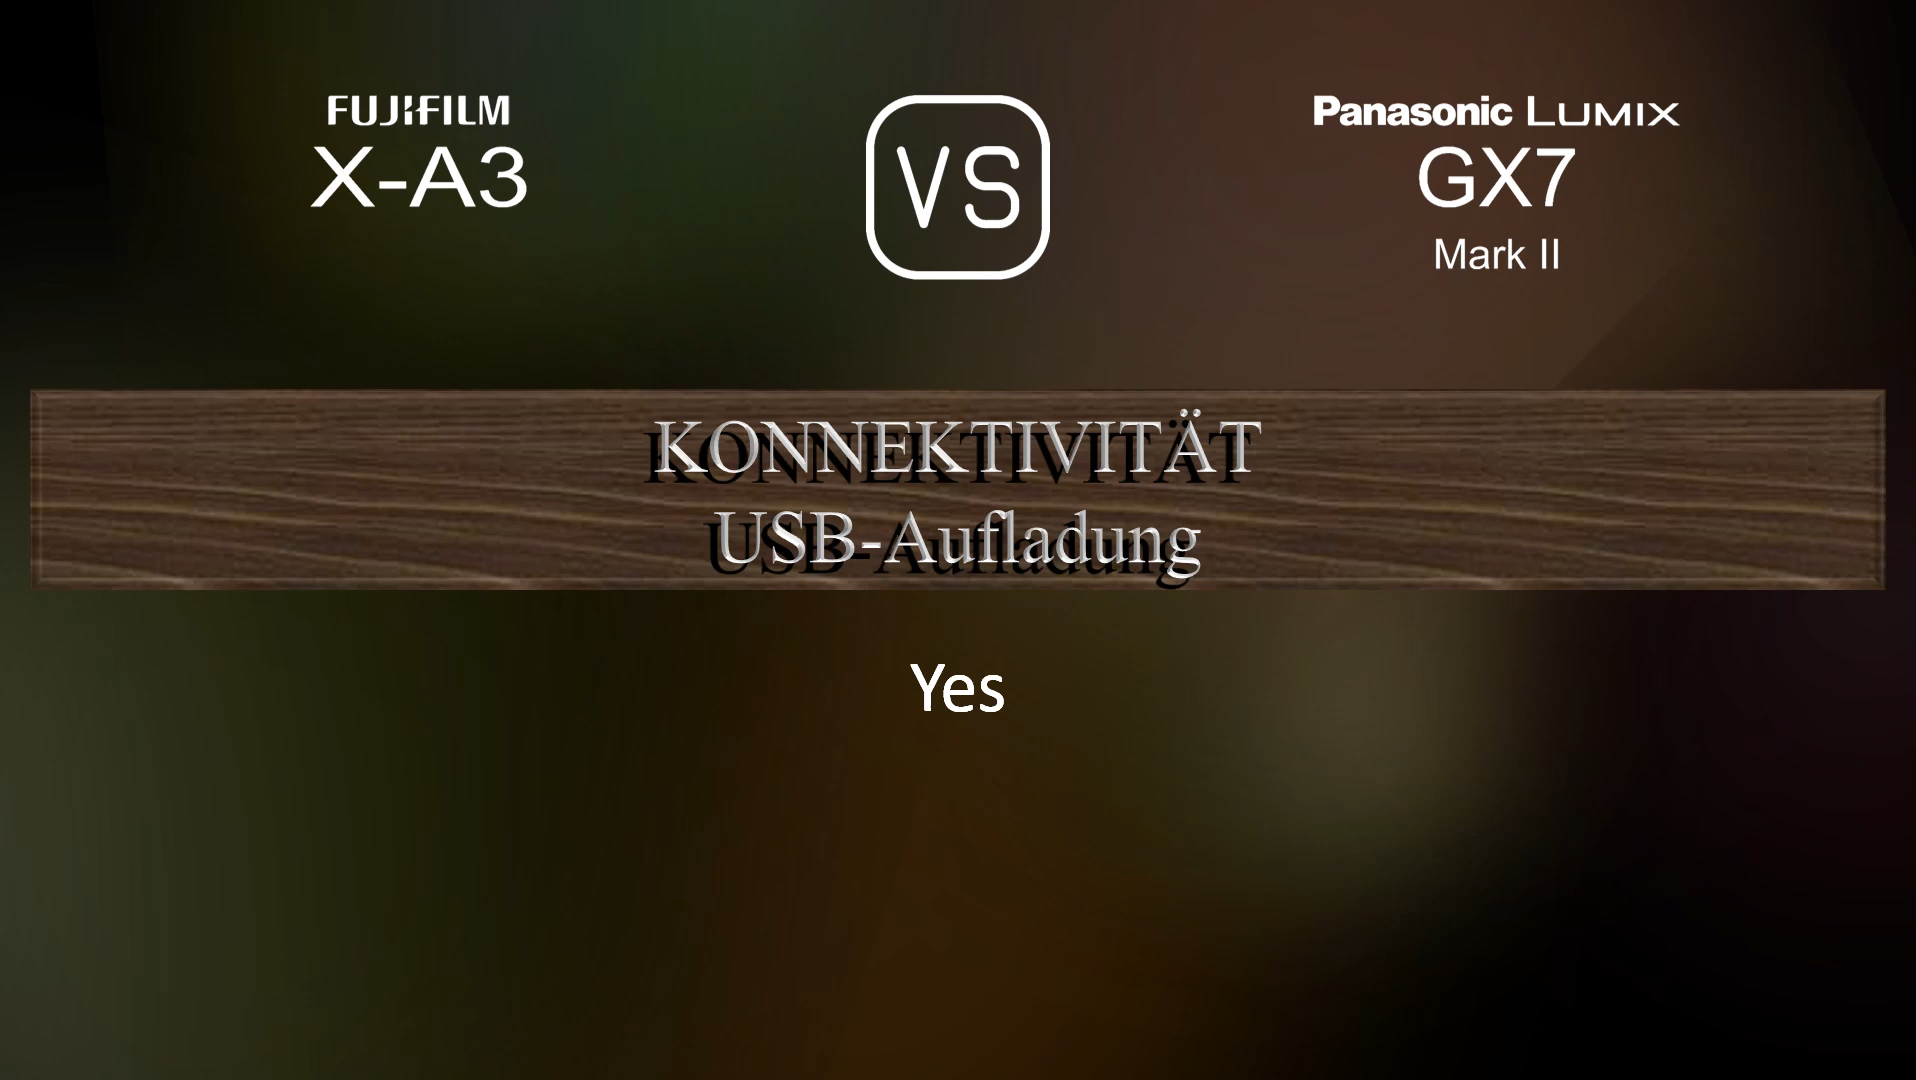 FUJIFILM
X-A3
VS
Panasonic LUMIX
GX7
Mark II
KONNEKTIVITÄT
USB-Aufladung
Yes